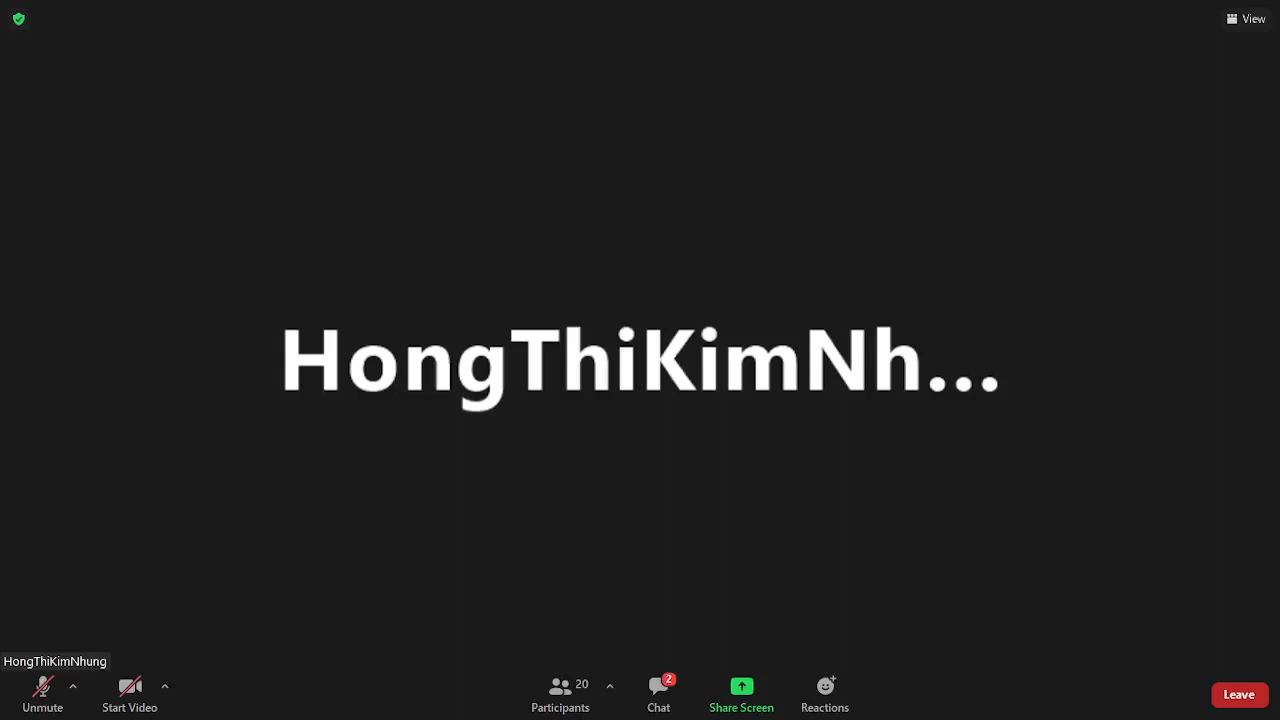 View
HongThiKimNh...
HongThiKimNhung
Unmute
Start Video
20
Participants
2
Chat
Share Screen
Reactions
Leave